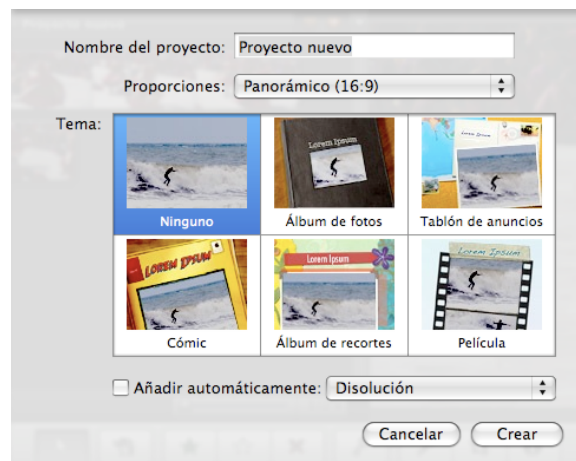 Nombre del proyecto: Proyecto nuevo
Proporciones: Panorámico (16:9)
Tema:
Lorem Ipsum
Lorem Ipsum
Ninguno
Álbum de fotos
Tablón de anuncios
LOREM IPSUM
Lorem Ipsum
Lorem Ipsum
Cómic
Álbum de recortes
Película
Añadir automáticamente: Disolución
Cancelar
Crear